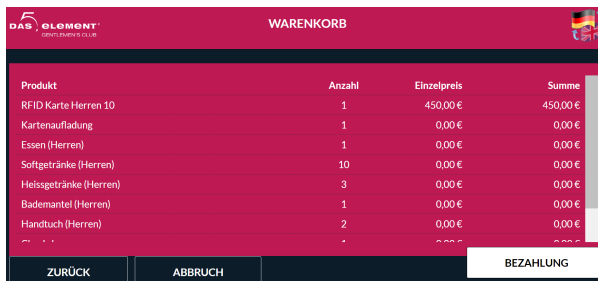 5
DAS ELEMENT
GENTLEMEN'S CLUB
WARENKORB
Produkt Anzahl Einzelpreis Summe
RFID Karte Herren 10 1 450,00 € 450,00 €
Kartenaufladung 1 0,00 € 0,00 €
Essen (Herren) 1 0,00 € 0,00 €
Softgetränke (Herren) 10 0,00 € 0,00 €
Heissgetränke (Herren) 3 0,00 € 0,00 €
Bademantel (Herren) 1 0,00 € 0,00 €
Handtuch (Herren) 2 0,00 € 0,00 €
ZURÜCK ABBRUCH BEZAHLUNG